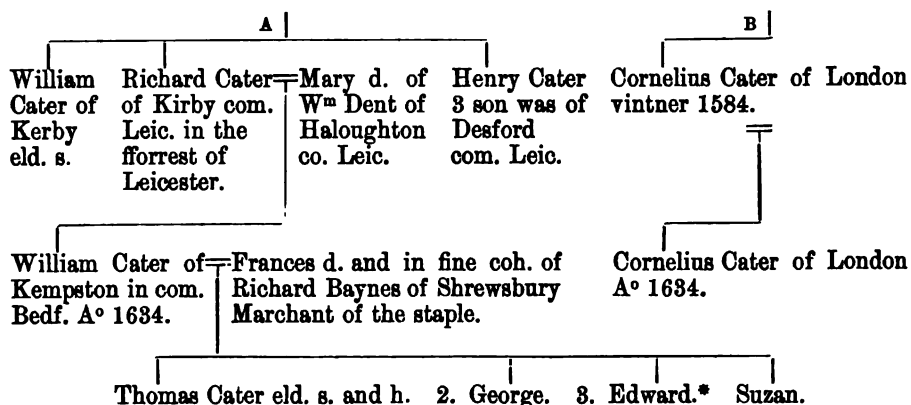 A
B
William
Cater of
Kerby
eld. s.
Richard Cater
of Kirby com.
Leic. in the
fforrest of
Leicester.
Mary d. of
Wᵐ Dent of
Haloughton
co. Leic.
Henry Cater
3 son was of
Desford
com. Leic.
Cornelius Cater of London
vintner 1584.
William Cater of
Kempston in com.
Bedf. Aº 1634.
Frances d. and in fine coh. of
Richard Baynes of Shrewsbury
Marchant of the staple.
Cornelius Cater of London
Aº 1634.
Thomas Cater eld. s. and h. 2. George. 3. Edward.* Suzan.